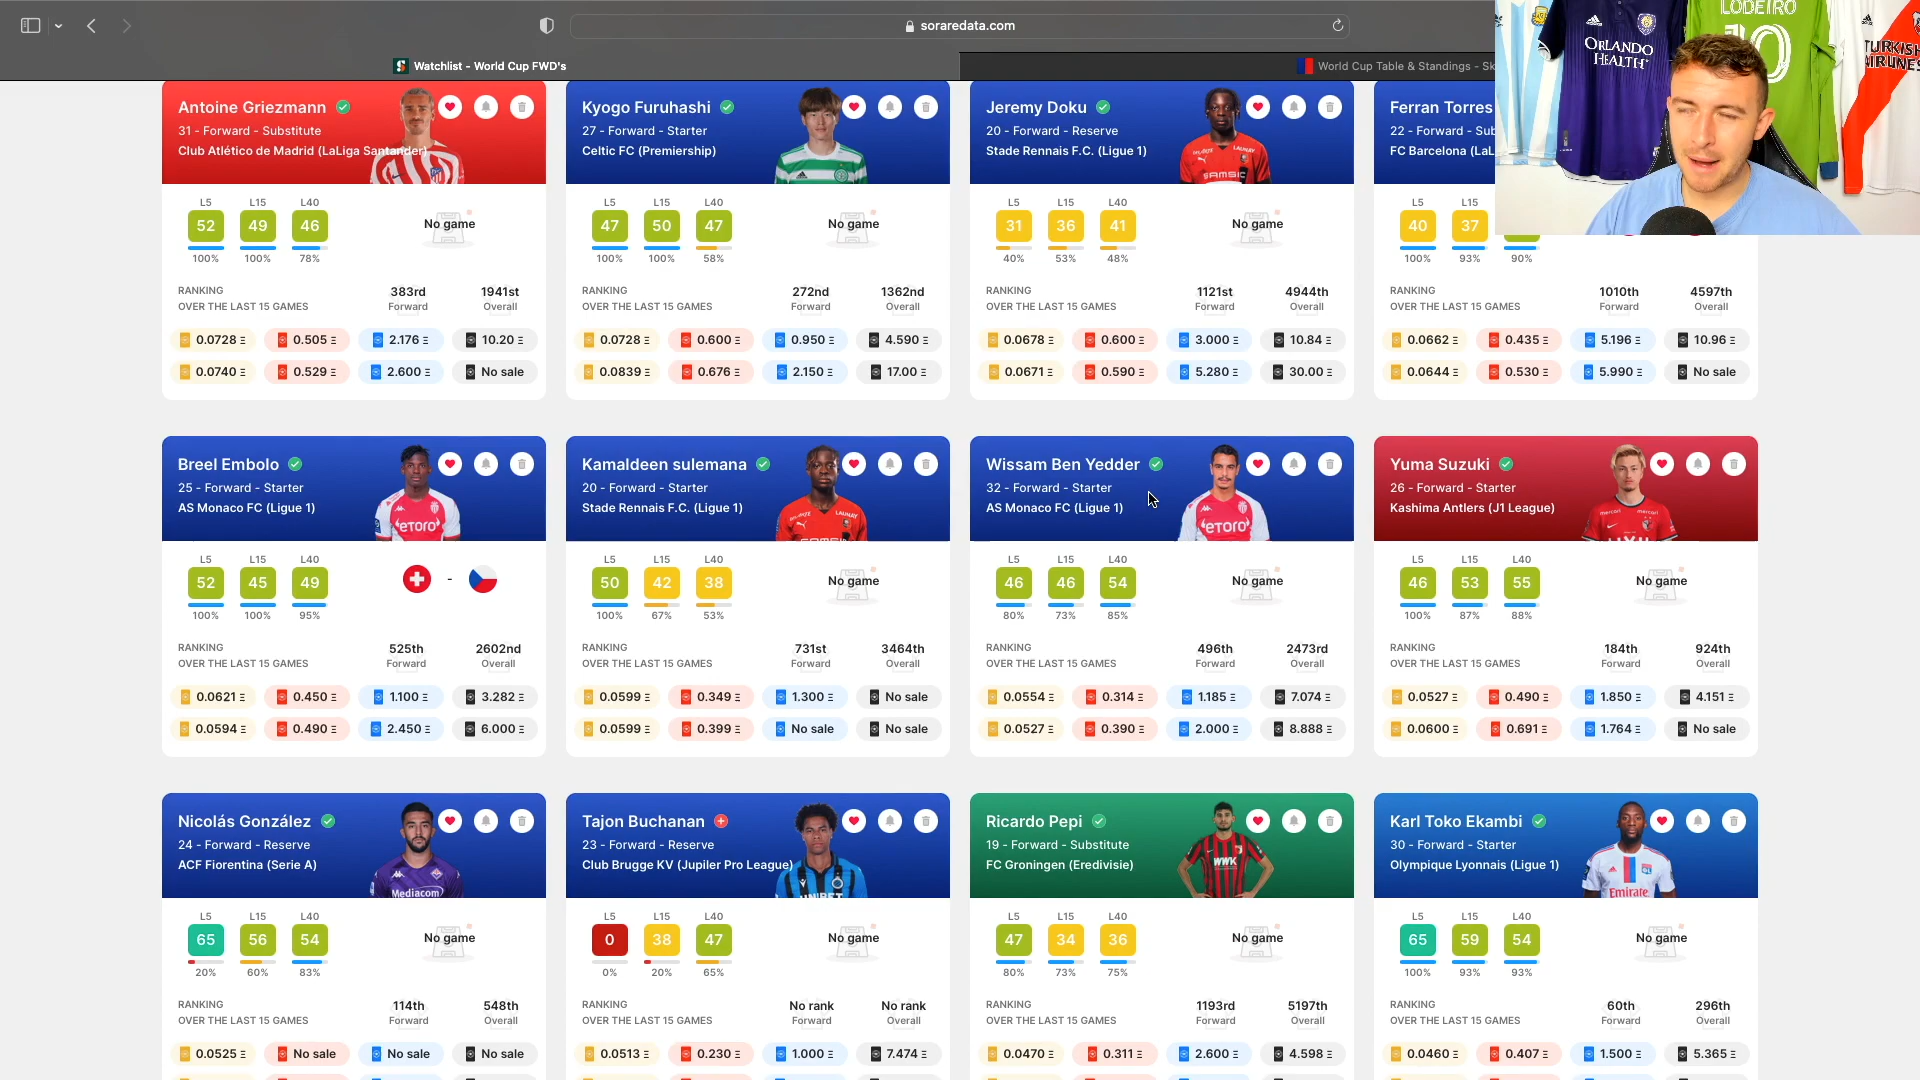 soraredata.com
Watchlist - World Cup FWD's
World Cup Table & Standings - Sk
LODEIRO
10
ORLANDO
HEALTH
TURKISH
AIRLINES
Antoine Griezmann
31 - Forward - Substitute
Club Atlético de Madrid (LaLiga Santander)
L5 L15 L40
52 49 46
No game
100% 100% 78%
RANKING
OVER THE LAST 15 GAMES
383rd 1941st
Forward Overall
0.0728 Ξ 0.505 Ξ 2.176 Ξ 10.20 Ξ
0.0740 Ξ 0.529 Ξ 2.600 Ξ No sale
Kyogo Furuhashi
27 - Forward - Starter
Celtic FC (Premiership)
L5 L15 L40
47 50 47
No game
100% 100% 58%
RANKING
OVER THE LAST 15 GAMES
272nd 1362nd
Forward Overall
0.0728 Ξ 0.600 Ξ 0.950 Ξ 4.590 Ξ
0.0839 Ξ 0.676 Ξ 2.150 Ξ 17.00 Ξ
Jeremy Doku
20 - Forward - Reserve
Stade Rennais F.C. (Ligue 1)
SAMSIC
L5 L15 L40
31 36 41
No game
40% 53% 48%
RANKING
OVER THE LAST 15 GAMES
1121st 4944th
Forward Overall
0.0678 Ξ 0.600 Ξ 3.000 Ξ 10.84 Ξ
0.0671 Ξ 0.590 Ξ 5.280 Ξ 30.00 Ξ
Ferran Torres
22 - Forward - Sub
FC Barcelona (LaL
L5 L15
40 37
100% 93% 90%
RANKING
OVER THE LAST 15 GAMES
1010th 4597th
Forward Overall
0.0662 Ξ 0.435 Ξ 5.196 Ξ 10.96 Ξ
0.0644 Ξ 0.530 Ξ 5.990 Ξ No sale
Breel Embolo
25 - Forward - Starter
AS Monaco FC (Ligue 1)
etoro
L5 L15 L40
52 45 49
-
100% 100% 95%
RANKING
OVER THE LAST 15 GAMES
525th 2602nd
Forward Overall
0.0621 Ξ 0.450 Ξ 1.100 Ξ 3.282 Ξ
0.0594 Ξ 0.490 Ξ 2.450 Ξ 6.000 Ξ
Kamaldeen sulemana
20 - Forward - Starter
Stade Rennais F.C. (Ligue 1)
L5 L15 L40
50 42 38
No game
100% 67% 53%
RANKING
OVER THE LAST 15 GAMES
731st 3464th
Forward Overall
0.0599 Ξ 0.349 Ξ 1.300 Ξ No sale
0.0599 Ξ 0.399 Ξ No sale No sale
Wissam Ben Yedder
32 - Forward - Starter
AS Monaco FC (Ligue 1)
etoro
L5 L15 L40
46 46 54
No game
80% 73% 85%
RANKING
OVER THE LAST 15 GAMES
496th 2473rd
Forward Overall
0.0554 Ξ 0.314 Ξ 1.185 Ξ 7.074 Ξ
0.0527 Ξ 0.390 Ξ 2.000 Ξ 8.888 Ξ
Yuma Suzuki
26 - Forward - Starter
Kashima Antlers (J1 League)
L5 L15 L40
46 53 55
No game
100% 87% 88%
RANKING
OVER THE LAST 15 GAMES
184th 924th
Forward Overall
0.0527 Ξ 0.490 Ξ 1.850 Ξ 4.151 Ξ
0.0600 Ξ 0.691 Ξ 1.764 Ξ No sale
Nicolás González
24 - Forward - Reserve
ACF Fiorentina (Serie A)
Mediacom
L5 L15 L40
65 56 54
No game
20% 60% 83%
RANKING
OVER THE LAST 15 GAMES
114th 548th
Forward Overall
0.0525 Ξ No sale No sale No sale
Tajon Buchanan
23 - Forward - Reserve
Club Brugge KV (Jupiler Pro League)
UNIBET
L5 L15 L40
0 38 47
No game
0% 20% 65%
RANKING
OVER THE LAST 15 GAMES
No rank No rank
Forward Overall
0.0513 Ξ 0.230 Ξ 1.000 Ξ 7.474 Ξ
Ricardo Pepi
19 - Forward - Substitute
FC Groningen (Eredivisie)
WWK
L5 L15 L40
47 34 36
No game
80% 73% 75%
RANKING
OVER THE LAST 15 GAMES
1193rd 5197th
Forward Overall
0.0470 Ξ 0.311 Ξ 2.600 Ξ 4.598 Ξ
Karl Toko Ekambi
30 - Forward - Starter
Olympique Lyonnais (Ligue 1)
Emirate
L5 L15 L40
65 59 54
No game
100% 93% 93%
RANKING
OVER THE LAST 15 GAMES
60th 296th
Forward Overall
0.0460 Ξ 0.407 Ξ 1.500 Ξ 5.365 Ξ